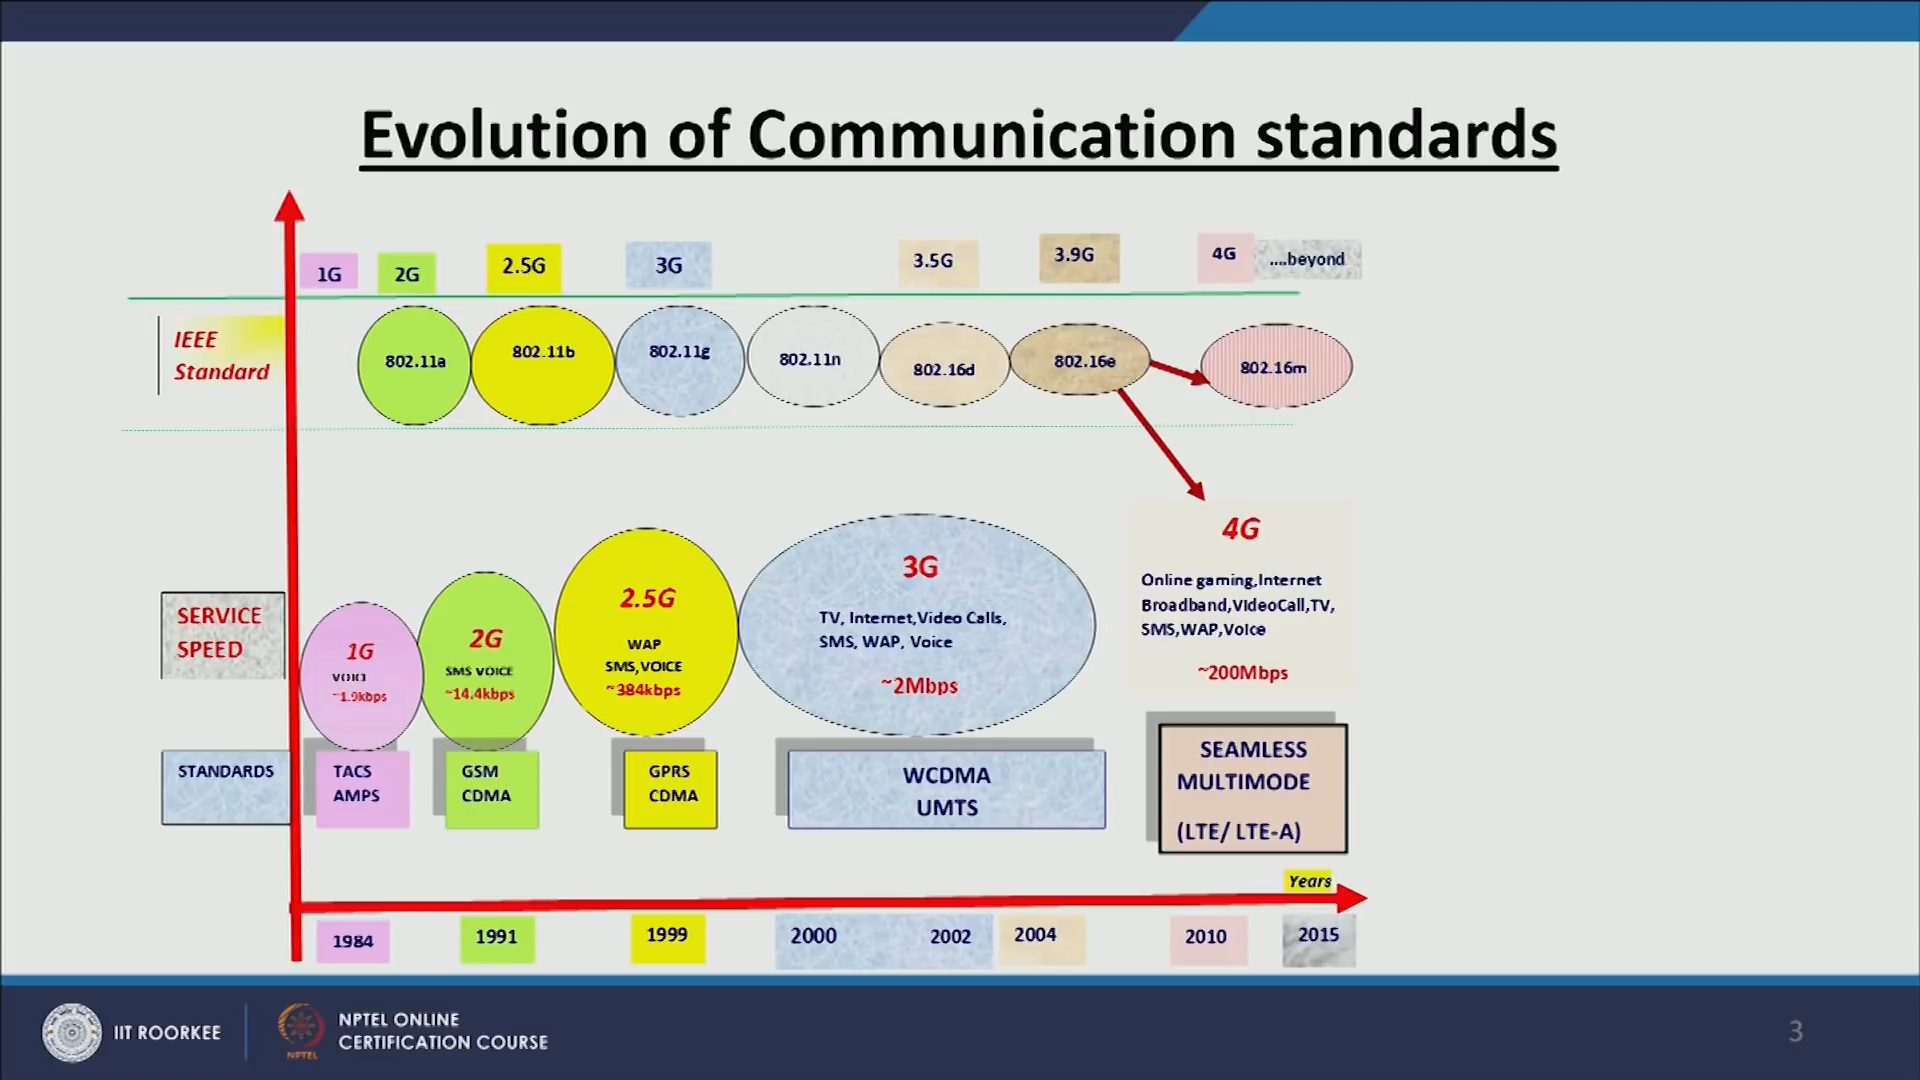 Evolution of Communication standards
1G
2G
2.5G
3G
3.5G
3.9G
4G
....beyond
IEEE
Standard
802.11a
802.11b
802.11g
802.11n
802.16d
802.16e
802.16m
SERVICE
SPEED
1G
~1.9kbps
2G
SMS VOICE
~14.4kbps
2.5G
WAP
SMS,VOICE
~384kbps
3G
TV, Internet,Video Calls,
SMS, WAP, Voice
~2Mbps
4G
Online gaming,Internet
Broadband,VideoCall,TV,
SMS,WAP,Voice
~200Mbps
STANDARDS
TACS
AMPS
GSM
CDMA
GPRS
CDMA
WCDMA
UMTS
SEAMLESS
MULTIMODE
(LTE/ LTE-A)
Years
1984
1991
1999
2000
2002
2004
2010
2015
IIT ROORKEE
NPTEL
NPTEL ONLINE
CERTIFICATION COURSE
3